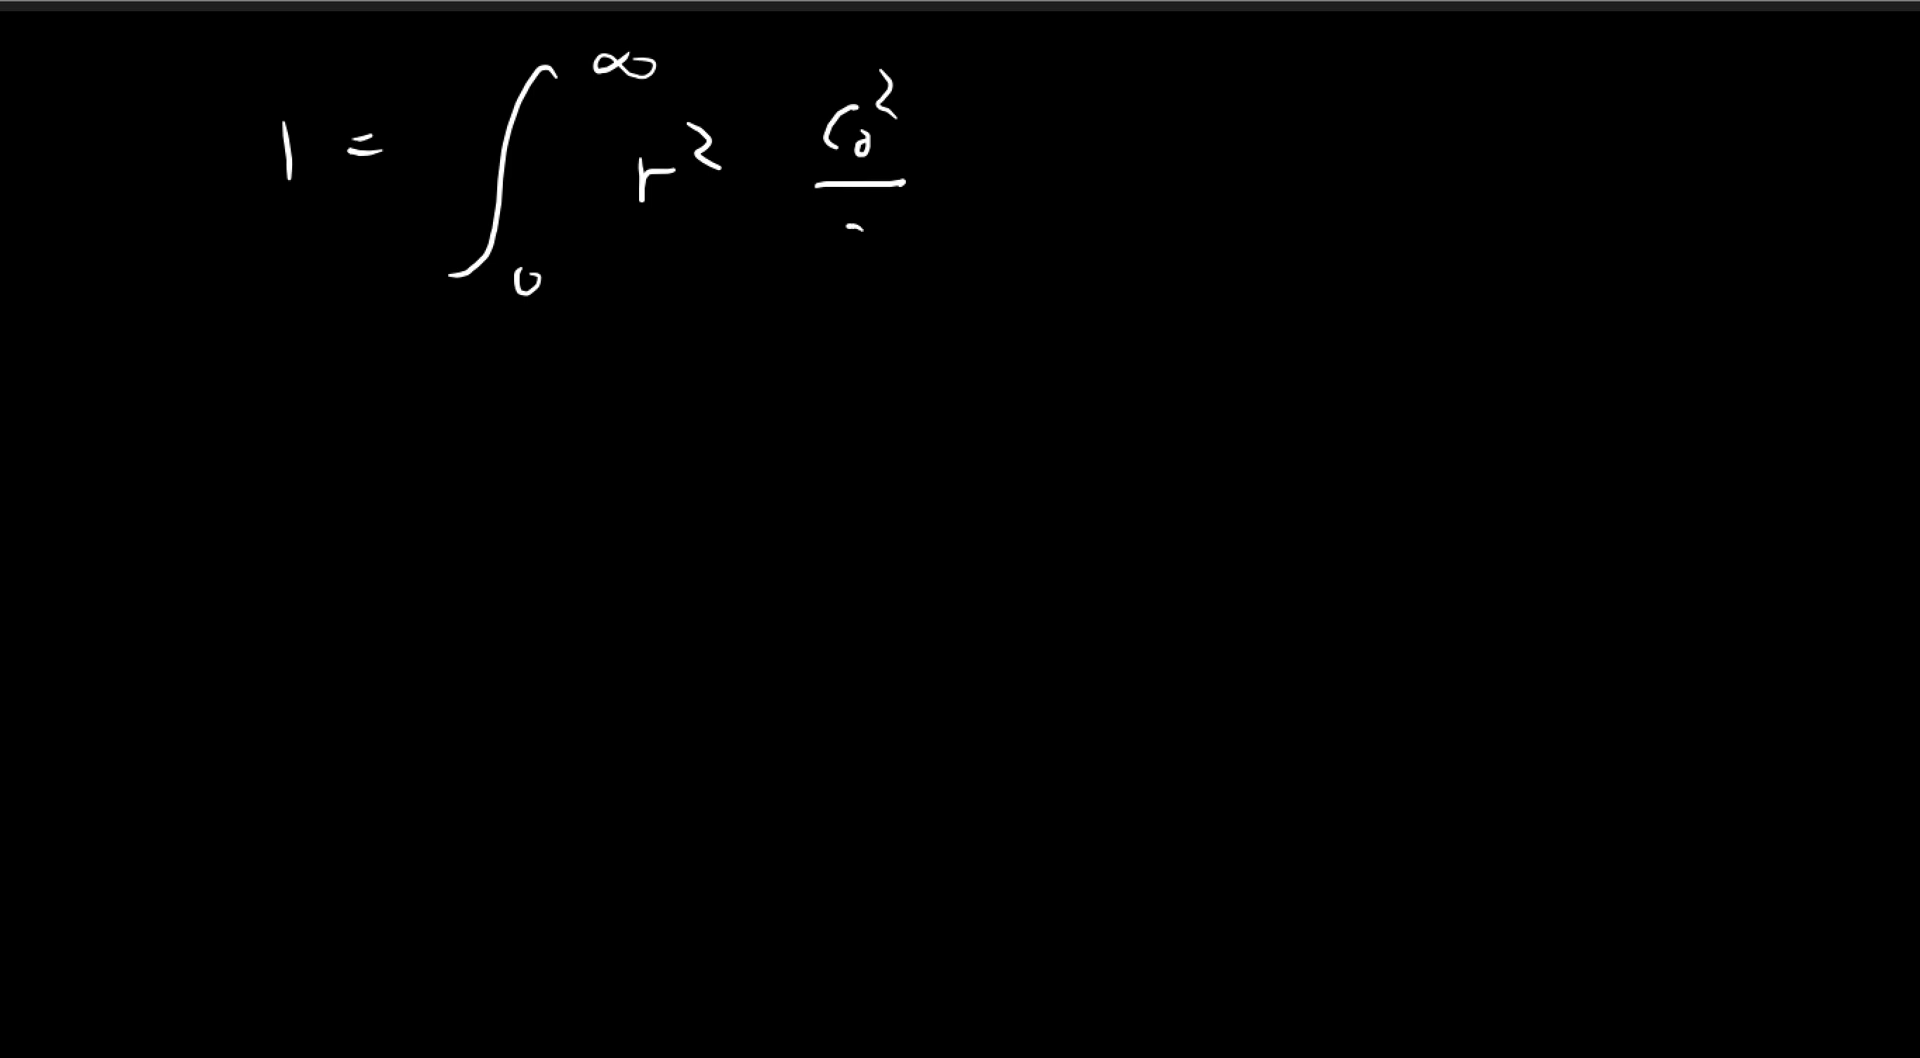 1 = ∫₀^∞ r² c₀² /